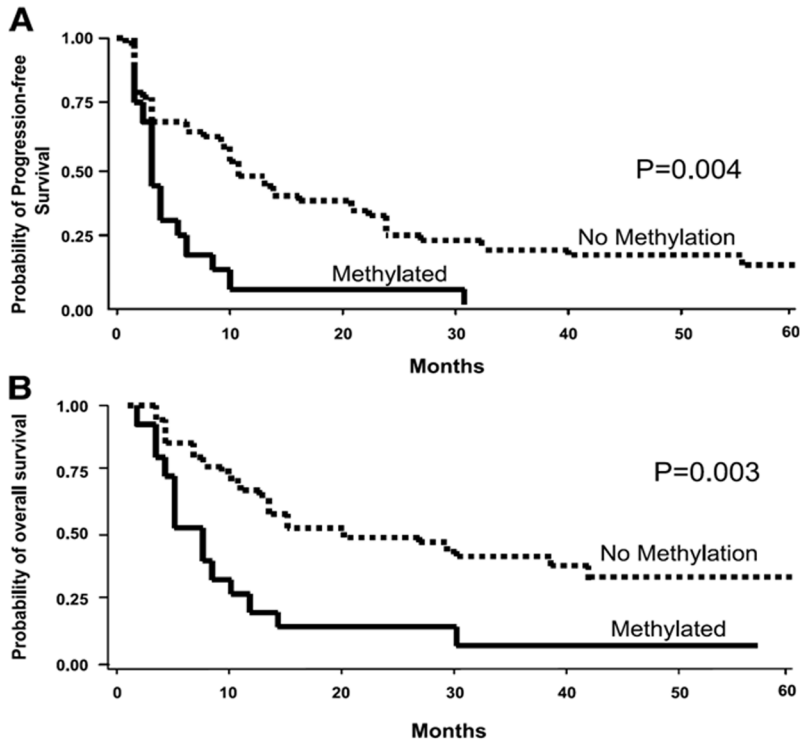 A
Probability of Progression-free
Survival
1.00
0.75
0.50
0.25
0.00
P=0.004
No Methylation
Methylated
0 10 20 30 40 50 60
Months
B
Probability of overall survival
1.00
0.75
0.50
0.25
0.00
P=0.003
No Methylation
Methylated
0 10 20 30 40 50 60
Months